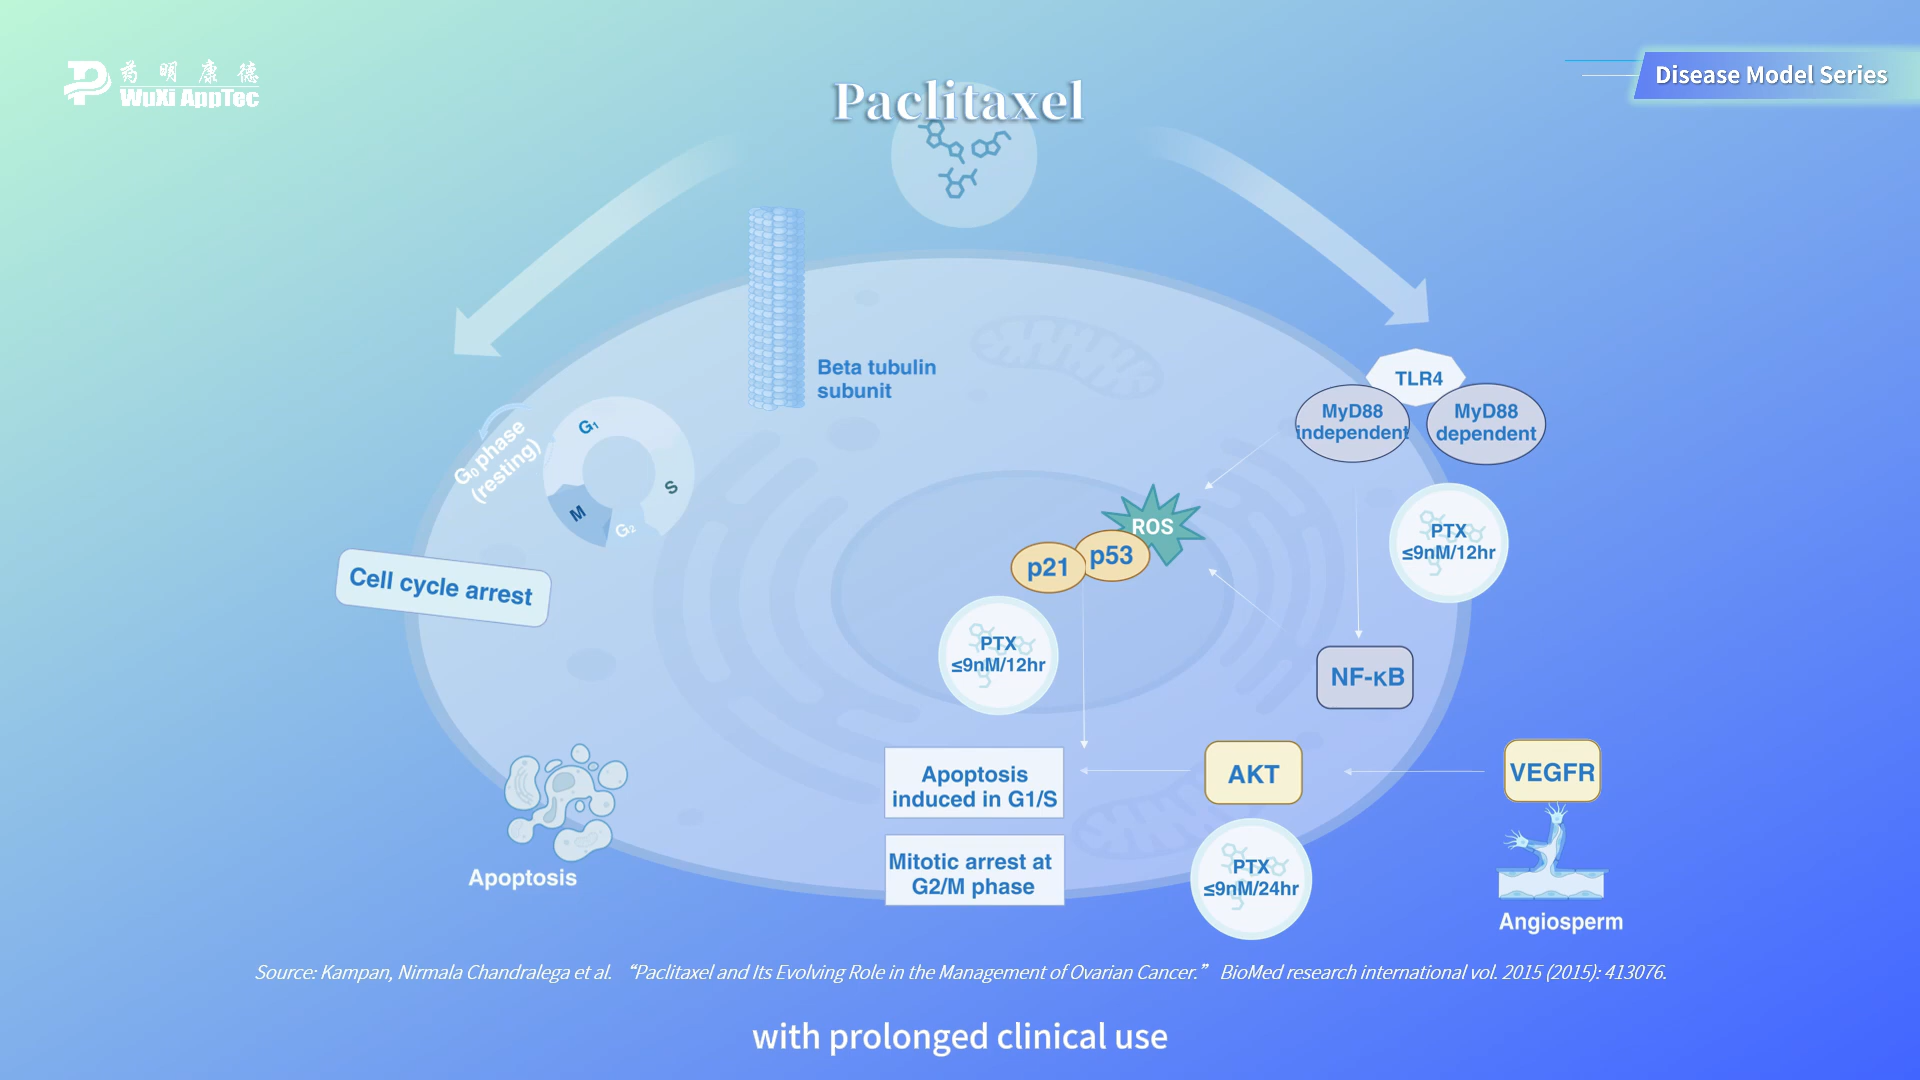 药明康德
WuXi AppTec
Disease Model Series
Paclitaxel
Beta tubulin
subunit
TLR4
MyD88
independent
MyD88
dependent
G₁
S
G₂
M
G₀ phase
(resting)
Cell cycle arrest
ROS
p53
p21
PTX
≤9nM/12hr
PTX
≤9nM/12hr
NF-κB
Apoptosis
induced in G1/S
AKT
VEGFR
Mitotic arrest at
G2/M phase
PTX
≤9nM/24hr
Apoptosis
Angiosperm
Source: Kampan, Nirmala Chandralega et al. “Paclitaxel and Its Evolving Role in the Management of Ovarian Cancer.” BioMed research international vol. 2015 (2015): 413076.
with prolonged clinical use